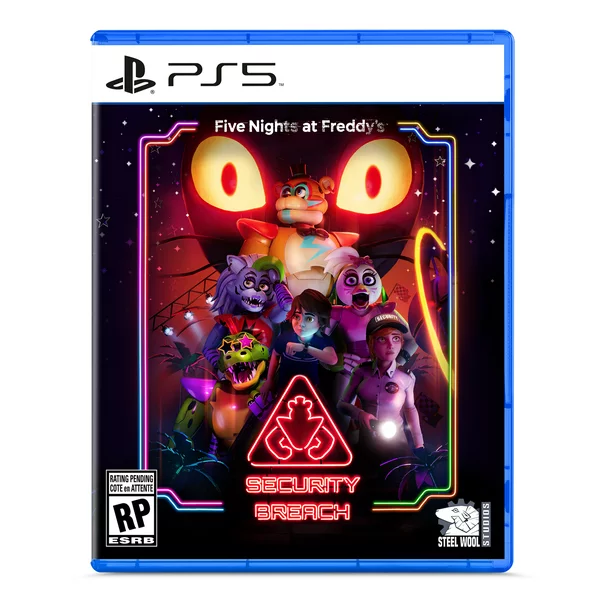 PS5
Five Nights at Freddy's
SECURITY
BREACH
RATING PENDING
COTE en ATTENTE
RP
ESRB
STEEL WOOL
STUDIOS